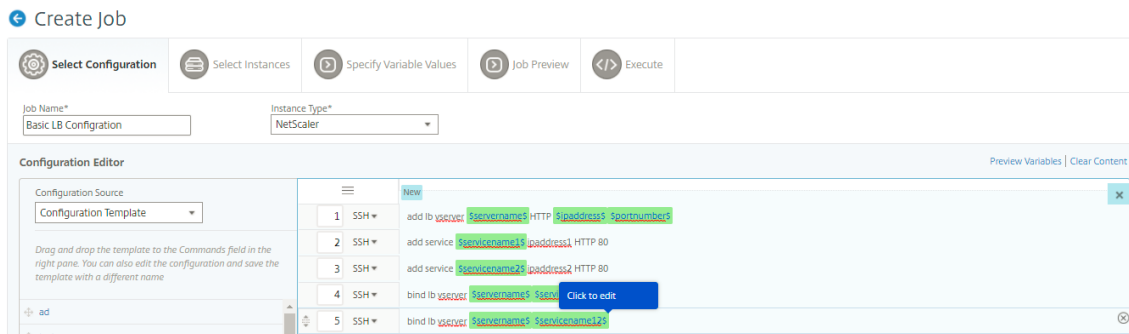 Create Job
Select Configuration
Select Instances
Specify Variable Values
Job Preview
Execute
Job Name*
Instance Type*
Basic LB Configration
NetScaler
Configuration Editor
Preview Variables | Clear Content
Configuration Source
Configuration Template
Drag and drop the template to the Commands field in the
right pane. You can also edit the configuration and save the
template with a different name
ad
New
1 SSH add lb vserver $servername$ HTTP $ipaddress$ $portnumber$
2 SSH add service $servicename1$ ipaddress1 HTTP 80
3 SSH add service $servicename2$ ipaddress2 HTTP 80
4 SSH bind lb vserver $servername$
Click to edit
5 SSH bind lb vserver $servername$ $servicename12$